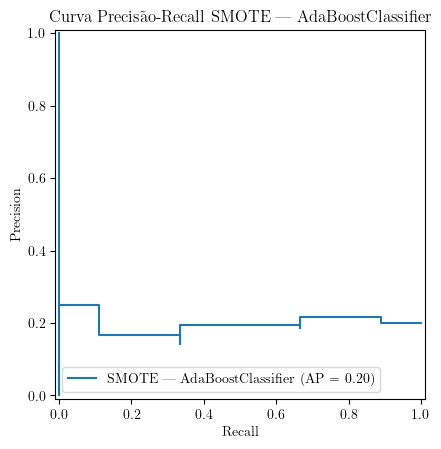 Curva Precisão-Recall SMOTE — AdaBoostClassifier
1.0
0.8
0.6
0.4
0.2
0.0
Precision
SMOTE — AdaBoostClassifier (AP = 0.20)
0.0 0.2 0.4 0.6 0.8 1.0
Recall